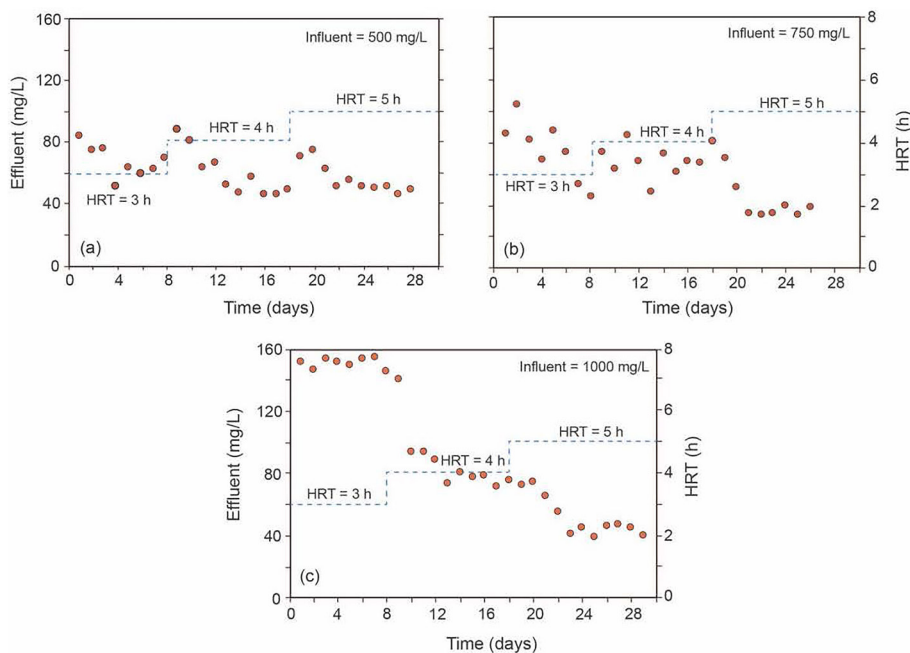 160
120
80
40
0
Effluent (mg/L)
Influent = 500 mg/L
HRT = 3 h
HRT = 4 h
HRT = 5 h
(a)
0 4 8 12 16 20 24 28
Time (days)
Influent = 750 mg/L
HRT = 3 h
HRT = 4 h
HRT = 5 h
(b)
8
6
4
2
0
HRT (h)
0 4 8 12 16 20 24 28
Time (days)
160
120
80
40
0
Effluent (mg/L)
Influent = 1000 mg/L
HRT = 3 h
HRT = 4 h
HRT = 5 h
(c)
8
6
4
2
0
HRT (h)
0 4 8 12 16 20 24 28
Time (days)